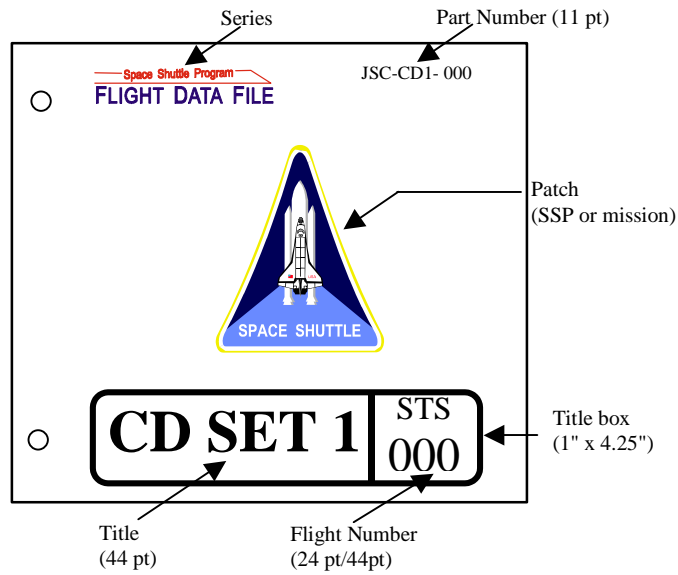 Series
Part Number (11 pt)
Space Shuttle Program
FLIGHT DATA FILE
JSC-CD1- 000
Patch
(SSP or mission)
USA
SPACE SHUTTLE
CD SET 1
STS
000
Title box
(1" x 4.25")
Title
(44 pt)
Flight Number
(24 pt/44pt)